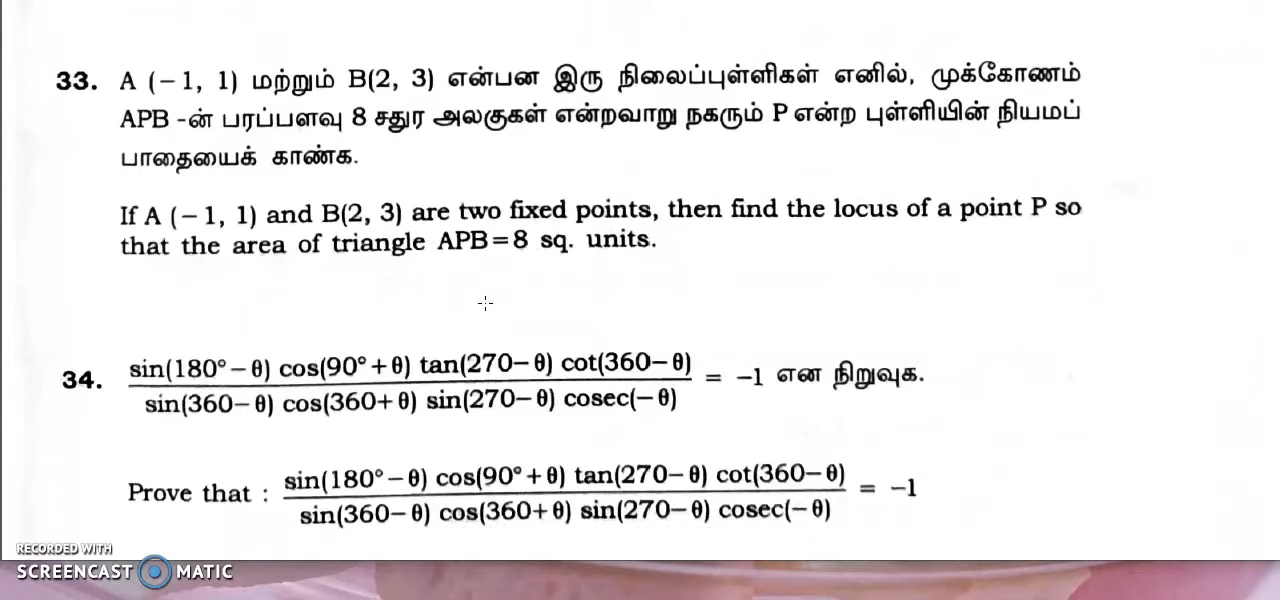 33. A (−1, 1) மற்றும் B(2, 3) என்பன இரு நிலைப்புள்ளிகள் எனில், முக்கோணம்
APB -ன் பரப்பளவு 8 சதுர அலகுகள் என்றவாறு நகரும் P என்ற புள்ளியின் நியமப்
பாதையைக் காண்க.
If A (−1, 1) and B(2, 3) are two fixed points, then find the locus of a point P so
that the area of triangle APB=8 sq. units.
34. sin(180°−θ) cos(90°+θ) tan(270−θ) cot(360−θ)
sin(360−θ) cos(360+θ) sin(270−θ) cosec(−θ)
= −1 என நிறுவுக.
Prove that : sin(180°−θ) cos(90°+θ) tan(270−θ) cot(360−θ)
sin(360−θ) cos(360+θ) sin(270−θ) cosec(−θ)
= −1
RECORDED WITH
SCREENCAST MATIC